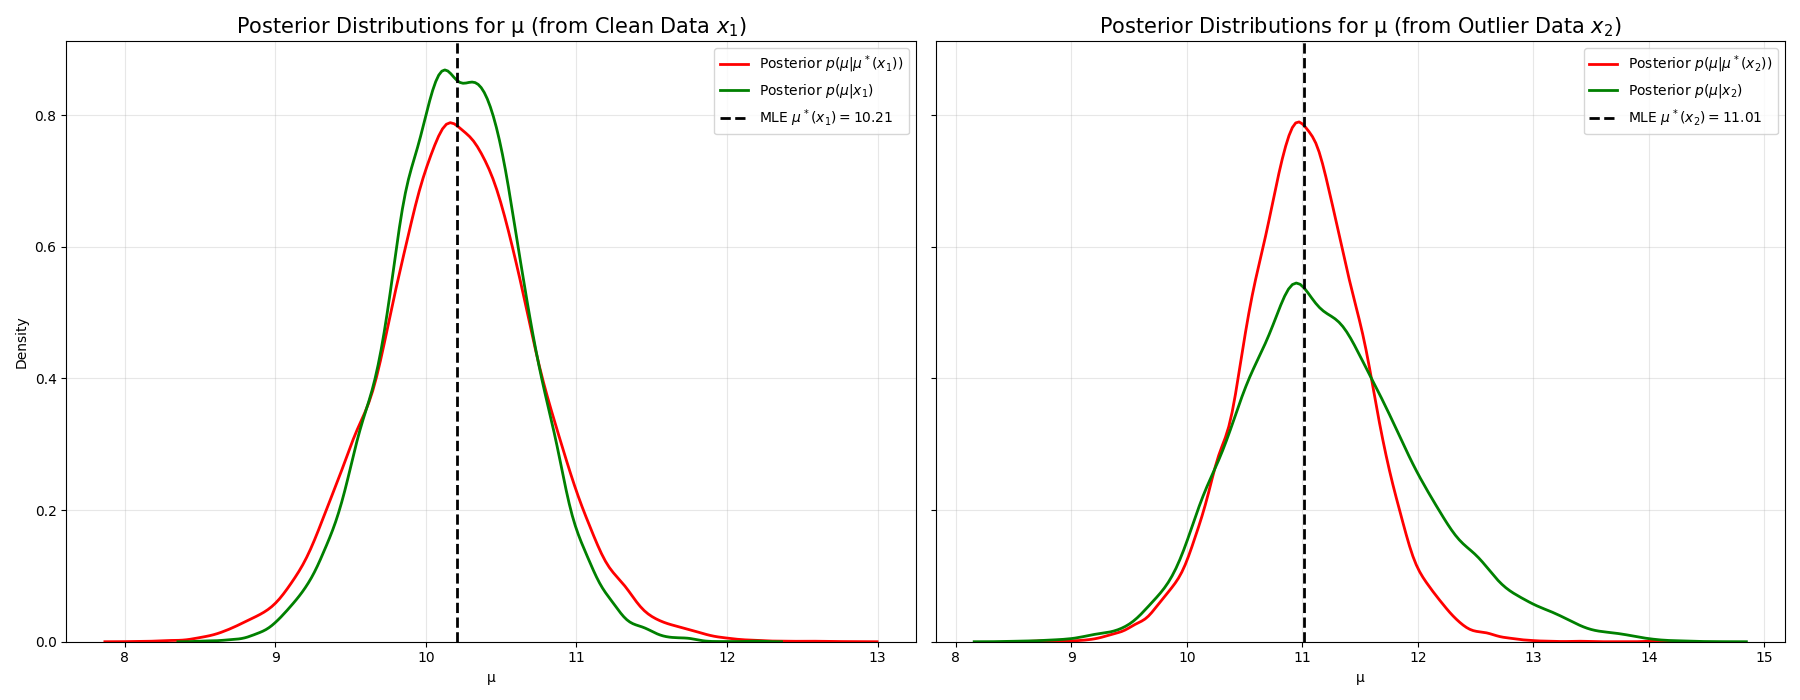 Posterior Distributions for μ (from Clean Data x₁)
Density
0.0
0.2
0.4
0.6
0.8
8
9
10
11
12
13
μ
Posterior p(μ|μ*(x₁))
Posterior p(μ|x₁)
MLE μ*(x₁) = 10.21
Posterior Distributions for μ (from Outlier Data x₂)
8
9
10
11
12
13
14
15
μ
Posterior p(μ|μ*(x₂))
Posterior p(μ|x₂)
MLE μ*(x₂) = 11.01